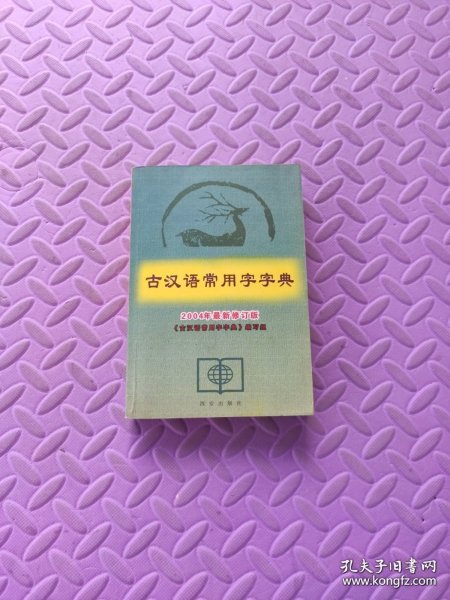 古汉语常用字字典
2004年最新修订版
《古汉语常用字字典》编写组
西安出版社
孔夫子旧书网
www.kongfz.com